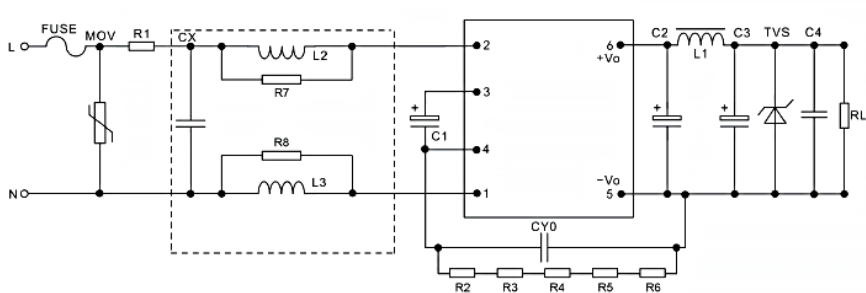 FUSE
MOV
R1
CX
L
L2
R7
2
3
+
C1
4
R8
L3
N
1
6
+Vo
−Vo
5
C2
L1
C3
TVS
C4
+
+
RL
CY0
R2 R3 R4 R5 R6